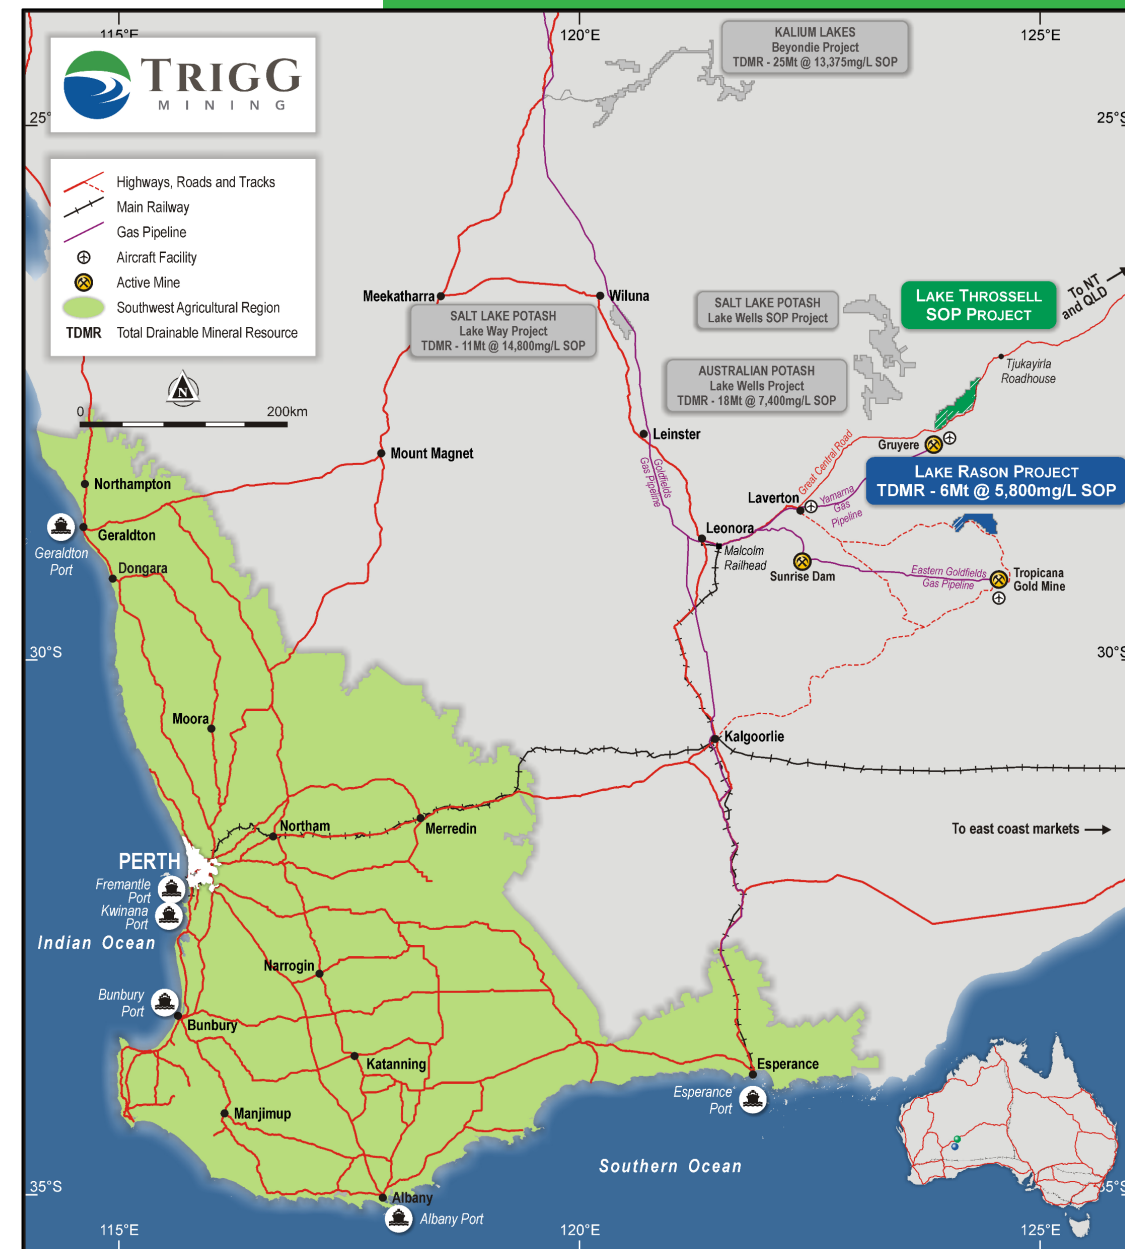 115°E
120°E
125°E
TRIGG
MINING
KALIUM LAKES
Beyondie Project
TDMR - 25Mt @ 13,375mg/L SOP
25°
25°S
Highways, Roads and Tracks
Main Railway
Gas Pipeline
Aircraft Facility
Active Mine
Southwest Agricultural Region
TDMR Total Drainable Mineral Resource
N
0 200km
Meekatharra
Wiluna
SALT LAKE POTASH
Lake Way Project
TDMR - 11Mt @ 14,800mg/L SOP
SALT LAKE POTASH
Lake Wells SOP Project
LAKE THROSSELL
SOP PROJECT
To NT
and QLD
Tjukayirla
Roadhouse
AUSTRALIAN POTASH
Lake Wells Project
TDMR - 18Mt @ 7,400mg/L SOP
Leinster
Mount Magnet
Gruyere
Great Central Road
Goldfields
Gas Pipeline
LAKE RASON PROJECT
TDMR - 6Mt @ 5,800mg/L SOP
Northampton
Geraldton
Geraldton
Port
Dongara
Laverton
Yamarna
Gas
Pipeline
Leonora
Malcolm
Railhead
Sunrise Dam
Eastern Goldfields
Gas Pipeline
Tropicana
Gold Mine
30°S
30°S
Moora
Kalgoorlie
Northam
Merredin
To east coast markets
PERTH
Fremantle
Port
Kwinana
Port
Indian Ocean
Narrogin
Bunbury
Port
Bunbury
Katanning
Esperance
Esperance
Port
Manjimup
Southern Ocean
35°S
35°S
Albany
Albany Port
115°E
120°E
125°E